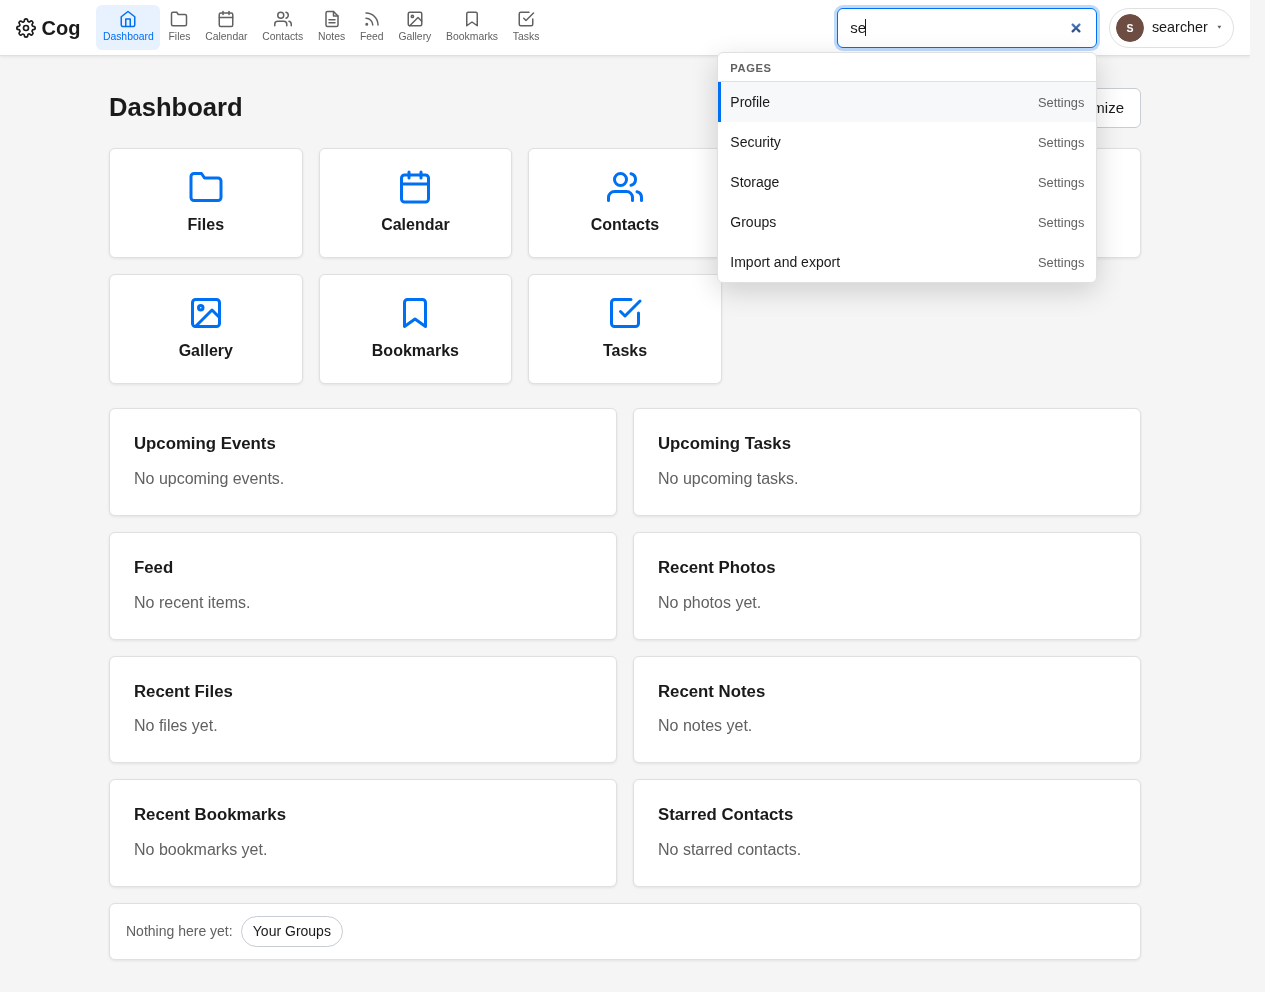 Cog
Dashboard
Files
Calendar
Contacts
Notes
Feed
Gallery
Bookmarks
Tasks
se
S
searcher
PAGES
Profile Settings
Security Settings
Storage Settings
Groups Settings
Import and export Settings
Dashboard
mize
Files
Calendar
Contacts
Gallery
Bookmarks
Tasks
Upcoming Events
No upcoming events.
Upcoming Tasks
No upcoming tasks.
Feed
No recent items.
Recent Photos
No photos yet.
Recent Files
No files yet.
Recent Notes
No notes yet.
Recent Bookmarks
No bookmarks yet.
Starred Contacts
No starred contacts.
Nothing here yet: Your Groups